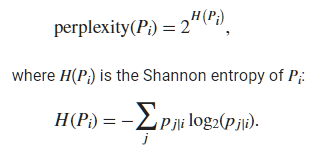 perplexity(Pᵢ) = 2^H(Pᵢ),
where H(Pᵢ) is the Shannon entropy of Pᵢ:
H(Pᵢ) = −∑ⱼ pⱼ|ᵢ log₂(pⱼ|ᵢ).